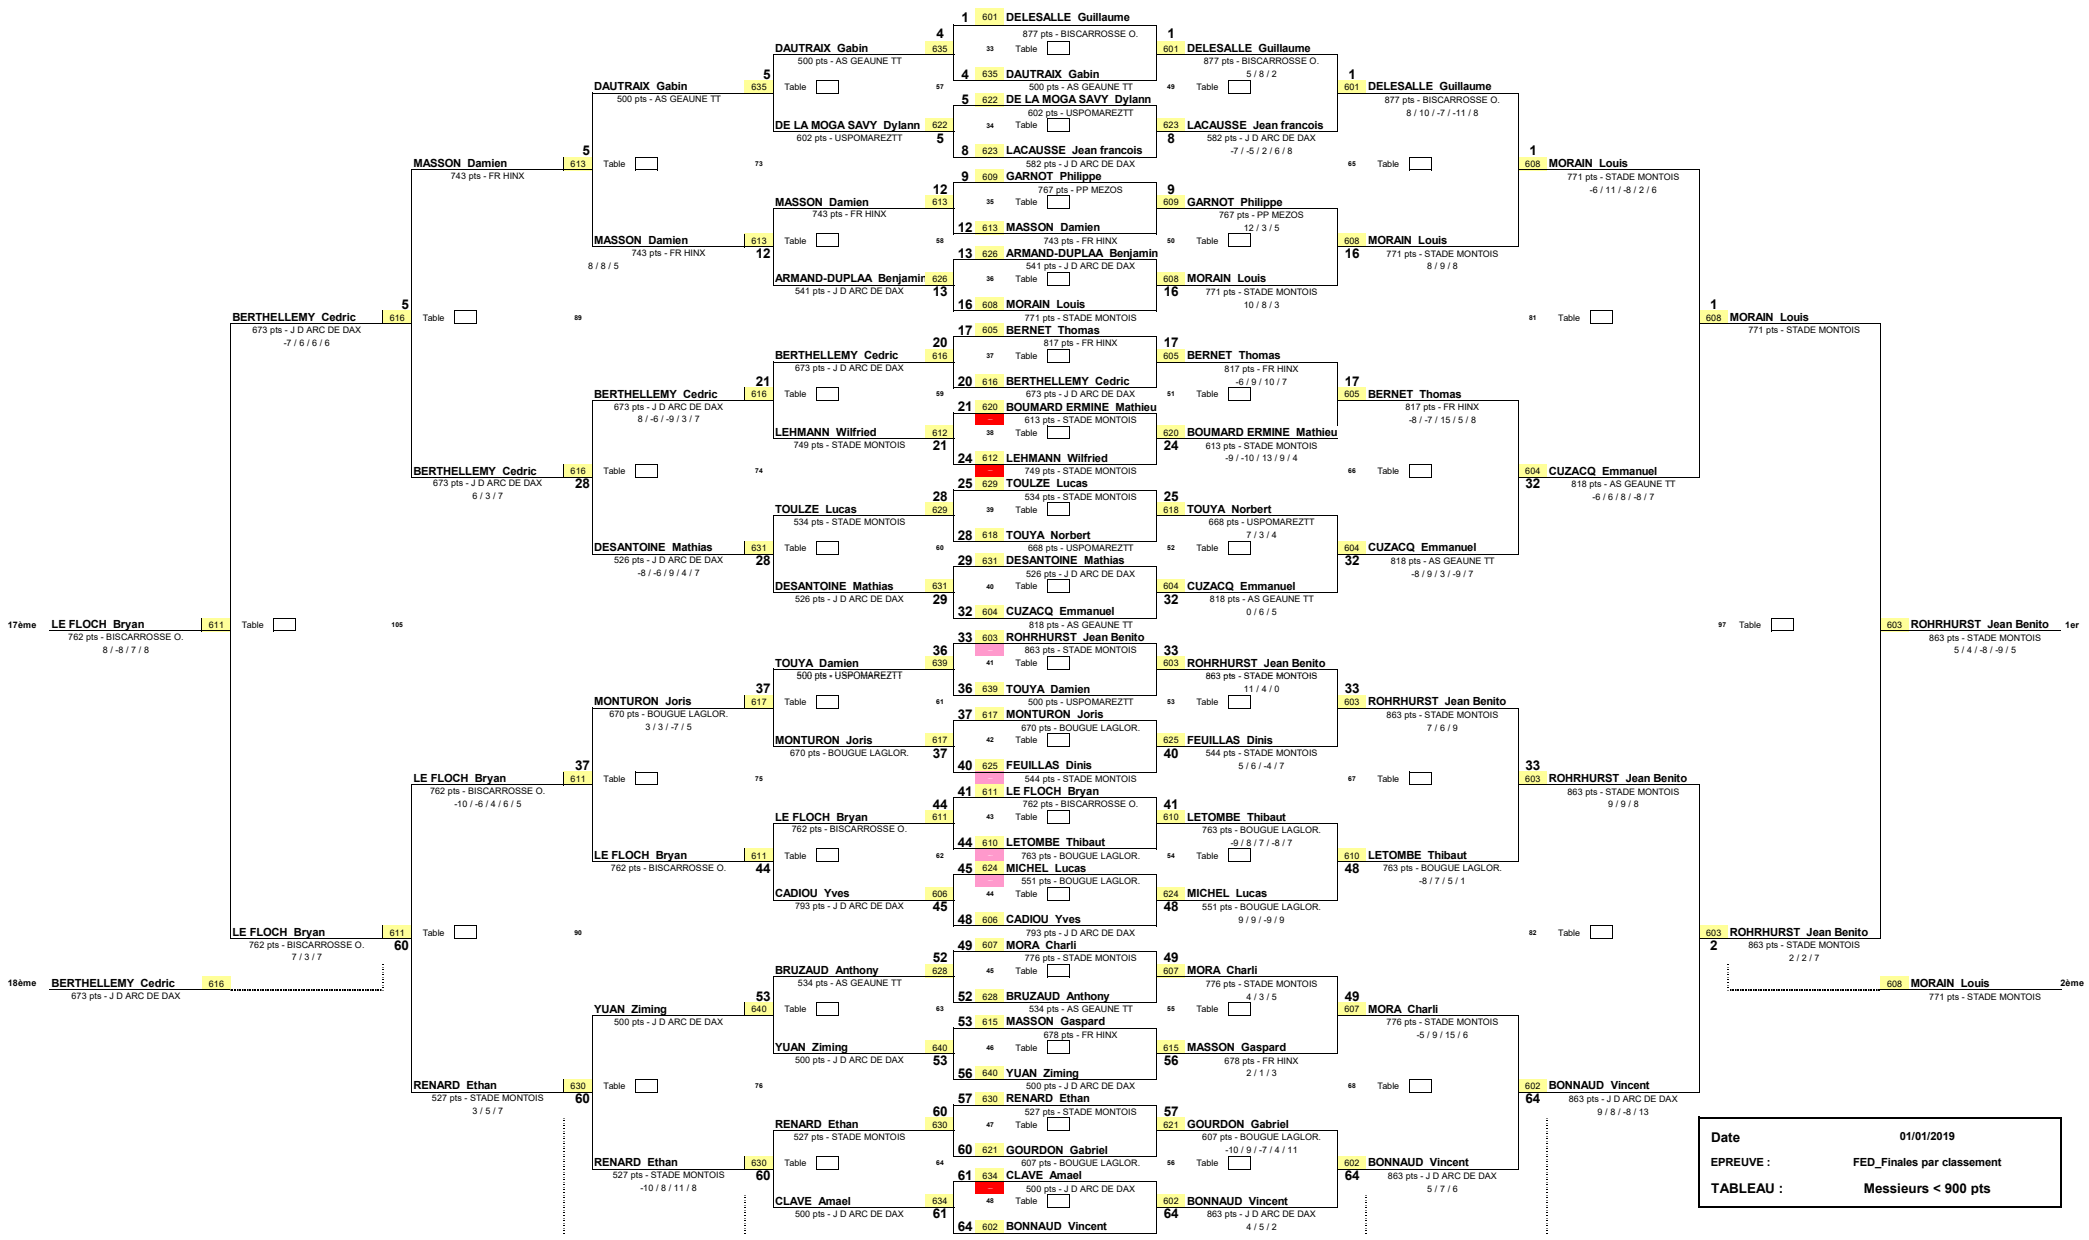 17ème LE FLOCH Bryan 611
762 pts - BISCARROSSE O.
8 / -8 / 7 / 8
Table 105
18ème BERTHELLEMY Cedric 616
673 pts - J D ARC DE DAX
5
BERTHELLEMY Cedric 616
673 pts - J D ARC DE DAX
-7 / 6 / 6 / 6
Table 89
LE FLOCH Bryan 611
762 pts - BISCARROSSE O. 60
7 / 3 / 7
Table 90
5
MASSON Damien 613
743 pts - FR HINX
Table 73
BERTHELLEMY Cedric 616
673 pts - J D ARC DE DAX 28
6 / 3 / 7
Table 74
37
LE FLOCH Bryan 611
762 pts - BISCARROSSE O.
-10 / -6 / 4 / 6 / 5
Table 75
RENARD Ethan 630
527 pts - STADE MONTOIS 60
3 / 5 / 7
Table 76
5
DAUTRAIX Gabin 635
500 pts - AS GEAUNE TT
Table 57
MASSON Damien 613
743 pts - FR HINX 12
8 / 8 / 5
Table 58
21
BERTHELLEMY Cedric 616
673 pts - J D ARC DE DAX
8 / -6 / -9 / 3 / 7
Table 59
DESANTOINE Mathias 631
526 pts - J D ARC DE DAX 28
-8 / -6 / 9 / 4 / 7
Table 60
37
MONTURON Joris 617
670 pts - BOUGUE LAGLOR.
3 / 3 / -7 / 5
Table 61
LE FLOCH Bryan 611
762 pts - BISCARROSSE O. 44
Table 62
53
YUAN Ziming 640
500 pts - J D ARC DE DAX
Table 63
RENARD Ethan 630
527 pts - STADE MONTOIS 60
-10 / 8 / 11 / 8
Table 64
4
DAUTRAIX Gabin 635
500 pts - AS GEAUNE TT
DE LA MOGA SAVY Dylann 622
602 pts - USPOMAREZTT 5
12
MASSON Damien 613
743 pts - FR HINX
ARMAND-DUPLAA Benjamin 626
541 pts - J D ARC DE DAX 13
20
BERTHELLEMY Cedric 616
673 pts - J D ARC DE DAX
LEHMANN Wilfried 612
749 pts - STADE MONTOIS 21
28
TOULZE Lucas 629
534 pts - STADE MONTOIS
DESANTOINE Mathias 631
526 pts - J D ARC DE DAX 29
36
TOUYA Damien 639
500 pts - USPOMAREZTT
MONTURON Joris 617
670 pts - BOUGUE LAGLOR. 37
44
LE FLOCH Bryan 611
762 pts - BISCARROSSE O.
CADIOU Yves 606
793 pts - J D ARC DE DAX 45
52
BRUZAUD Anthony 628
534 pts - AS GEAUNE TT
YUAN Ziming 640
500 pts - J D ARC DE DAX 53
60
RENARD Ethan 630
527 pts - STADE MONTOIS
CLAVE Amael 634
500 pts - J D ARC DE DAX 61
1 601 DELESALLE Guillaume
877 pts - BISCARROSSE O.
33 Table
4 635 DAUTRAIX Gabin
500 pts - AS GEAUNE TT
5 622 DE LA MOGA SAVY Dylann
602 pts - USPOMAREZTT
34 Table
8 623 LACAUSSE Jean francois
582 pts - J D ARC DE DAX
9 609 GARNOT Philippe
767 pts - PP MEZOS
35 Table
12 613 MASSON Damien
743 pts - FR HINX
13 626 ARMAND-DUPLAA Benjamin
541 pts - J D ARC DE DAX
36 Table
16 608 MORAIN Louis
771 pts - STADE MONTOIS
17 605 BERNET Thomas
817 pts - FR HINX
37 Table
20 616 BERTHELLEMY Cedric
673 pts - J D ARC DE DAX
21 620 BOUMARD ERMINE Mathieu
613 pts - STADE MONTOIS
38 Table
24 612 LEHMANN Wilfried
749 pts - STADE MONTOIS
25 629 TOULZE Lucas
534 pts - STADE MONTOIS
39 Table
28 618 TOUYA Norbert
668 pts - USPOMAREZTT
29 631 DESANTOINE Mathias
526 pts - J D ARC DE DAX
40 Table
32 604 CUZACQ Emmanuel
818 pts - AS GEAUNE TT
33 603 ROHRHURST Jean Benito
863 pts - STADE MONTOIS
41 Table
36 639 TOUYA Damien
500 pts - USPOMAREZTT
37 617 MONTURON Joris
670 pts - BOUGUE LAGLOR.
42 Table
40 625 FEUILLAS Dinis
544 pts - STADE MONTOIS
41 611 LE FLOCH Bryan
762 pts - BISCARROSSE O.
43 Table
44 610 LETOMBE Thibaut
763 pts - BOUGUE LAGLOR.
45 624 MICHEL Lucas
551 pts - BOUGUE LAGLOR.
44 Table
48 606 CADIOU Yves
793 pts - J D ARC DE DAX
49 607 MORA Charli
776 pts - STADE MONTOIS
45 Table
52 628 BRUZAUD Anthony
534 pts - AS GEAUNE TT
53 615 MASSON Gaspard
678 pts - FR HINX
46 Table
56 640 YUAN Ziming
500 pts - J D ARC DE DAX
57 630 RENARD Ethan
527 pts - STADE MONTOIS
47 Table
60 621 GOURDON Gabriel
607 pts - BOUGUE LAGLOR.
61 634 CLAVE Amael
500 pts - J D ARC DE DAX
48 Table
64 602 BONNAUD Vincent
1
601 DELESALLE Guillaume
877 pts - BISCARROSSE O.
5 / 8 / 2
49 Table
623 LACAUSSE Jean francois
8 582 pts - J D ARC DE DAX
-7 / -5 / 2 / 6 / 8
9
609 GARNOT Philippe
767 pts - PP MEZOS
12 / 3 / 5
50 Table
608 MORAIN Louis
16 771 pts - STADE MONTOIS
10 / 8 / 3
17
605 BERNET Thomas
817 pts - FR HINX
-6 / 9 / 10 / 7
51 Table
620 BOUMARD ERMINE Mathieu
24 613 pts - STADE MONTOIS
-9 / -10 / 13 / 9 / 4
25
618 TOUYA Norbert
668 pts - USPOMAREZTT
7 / 3 / 4
52 Table
604 CUZACQ Emmanuel
32 818 pts - AS GEAUNE TT
0 / 6 / 5
33
603 ROHRHURST Jean Benito
863 pts - STADE MONTOIS
11 / 4 / 0
53 Table
625 FEUILLAS Dinis
40 544 pts - STADE MONTOIS
5 / 6 / -4 / 7
41
610 LETOMBE Thibaut
763 pts - BOUGUE LAGLOR.
-9 / 8 / 7 / -8 / 7
54 Table
624 MICHEL Lucas
48 551 pts - BOUGUE LAGLOR.
9 / 9 / -9 / 9
49
607 MORA Charli
776 pts - STADE MONTOIS
4 / 3 / 5
55 Table
615 MASSON Gaspard
56 678 pts - FR HINX
2 / 1 / 3
57
621 GOURDON Gabriel
607 pts - BOUGUE LAGLOR.
-10 / 9 / -7 / 4 / 11
56 Table
602 BONNAUD Vincent
64 863 pts - J D ARC DE DAX
4 / 5 / 2
1
601 DELESALLE Guillaume
877 pts - BISCARROSSE O.
8 / 10 / -7 / -11 / 8
65 Table
608 MORAIN Louis
16 771 pts - STADE MONTOIS
8 / 9 / 8
17
605 BERNET Thomas
817 pts - FR HINX
-8 / -7 / 15 / 5 / 8
66 Table
604 CUZACQ Emmanuel
32 818 pts - AS GEAUNE TT
-8 / 9 / 3 / -9 / 7
33
603 ROHRHURST Jean Benito
863 pts - STADE MONTOIS
7 / 6 / 9
67 Table
610 LETOMBE Thibaut
48 763 pts - BOUGUE LAGLOR.
-8 / 7 / 5 / 1
49
607 MORA Charli
776 pts - STADE MONTOIS
-5 / 9 / 15 / 6
68 Table
602 BONNAUD Vincent
64 863 pts - J D ARC DE DAX
5 / 7 / 6
1
608 MORAIN Louis
771 pts - STADE MONTOIS
-6 / 11 / -8 / 2 / 6
81 Table
604 CUZACQ Emmanuel
32 818 pts - AS GEAUNE TT
-6 / 6 / 8 / -8 / 7
33
603 ROHRHURST Jean Benito
863 pts - STADE MONTOIS
9 / 9 / 8
82 Table
602 BONNAUD Vincent
64 863 pts - J D ARC DE DAX
9 / 8 / -8 / 13
1
608 MORAIN Louis
771 pts - STADE MONTOIS
97 Table
603 ROHRHURST Jean Benito
2 863 pts - STADE MONTOIS
2 / 2 / 7
603 ROHRHURST Jean Benito 1er
863 pts - STADE MONTOIS
5 / 4 / -8 / -9 / 5
608 MORAIN Louis 2ème
771 pts - STADE MONTOIS
Date 01/01/2019
EPREUVE : FED_Finales par classement
TABLEAU : Messieurs < 900 pts